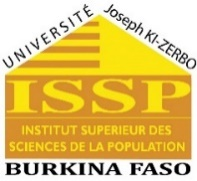 UNIVERSITÉ Joseph KI-ZERBO
ISSP
INSTITUT SUPERIEUR DES
SCIENCES DE LA POPULATION
BURKINA FASO